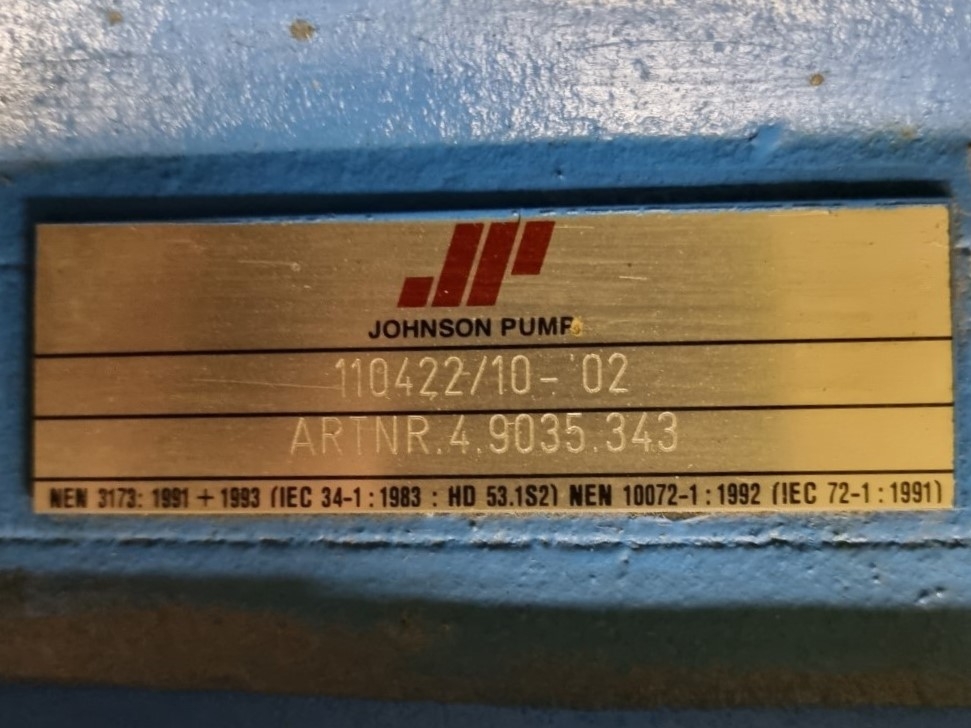 JP
JOHNSON PUMP
110422/10-'02
ARTNR.4.9035.343
NEN 3173: 1991 + 1993 (IEC 34-1 : 1983 : HD 53.1S2) NEN 10072-1 : 1992 (IEC 72-1 : 1991)